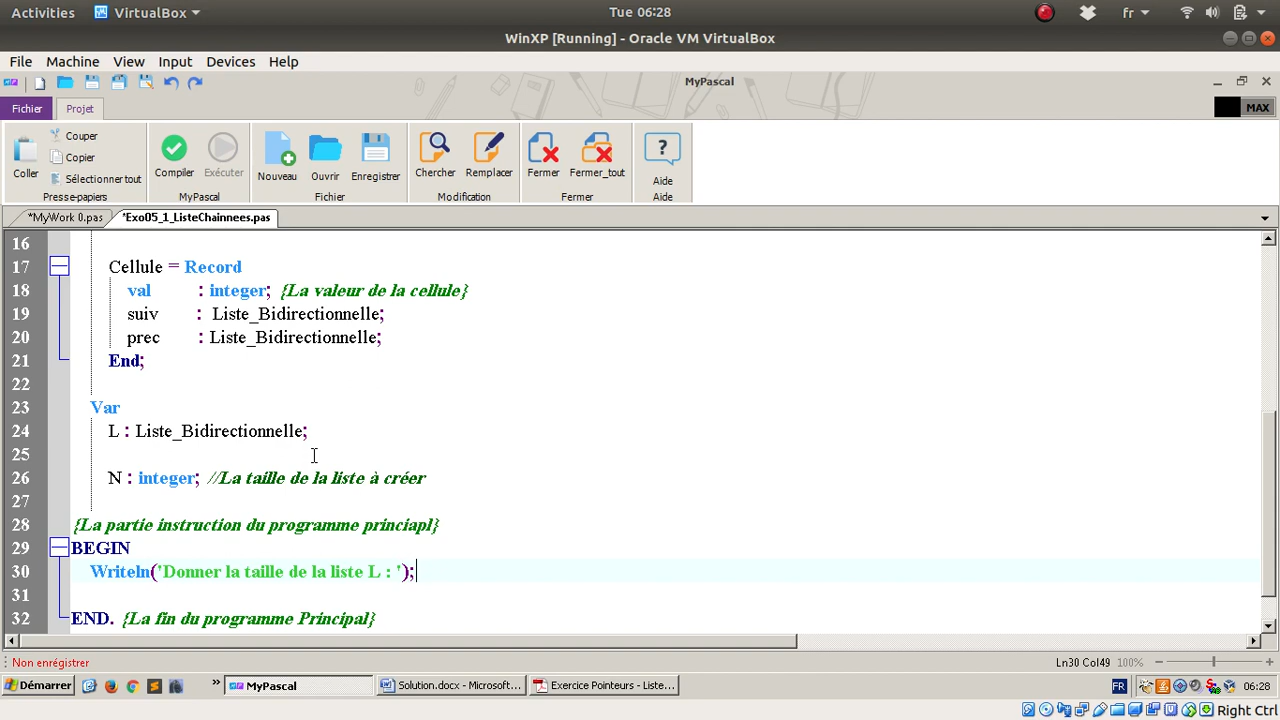 Activities VirtualBox Tue 06:28 fr
WinXP [Running] - Oracle VM VirtualBox
File Machine View Input Devices Help
MyPascal
Fichier Projet MAX
Coller Couper Copier Sélectionner tout Compiler Exécuter Nouveau Ouvrir Enregistrer Chercher Remplacer Fermer Fermer_tout ? Aide
Presse-papiers MyPascal Fichier Modification Fermer Aide
*MyWork 0.pas *Exo05_1_ListeChainnees.pas
16
17 Cellule = Record
18 val : integer; {La valeur de la cellule}
19 suiv : Liste_Bidirectionnelle;
20 prec : Liste_Bidirectionnelle;
21 End;
22
23 Var
24 L : Liste_Bidirectionnelle;
25
26 N : integer; //La taille de la liste à créer
27
28 {La partie instruction du programme princiapl}
29 BEGIN
30 Writeln('Donner la taille de la liste L : ');
31
32 END. {La fin du programme Principal}
Non enrégistrer Ln30 Col49 100%
Démarrer » MyPascal Solution.docx - Microsoft... Exercice Pointeurs - Liste... FR 06:28
Right Ctrl